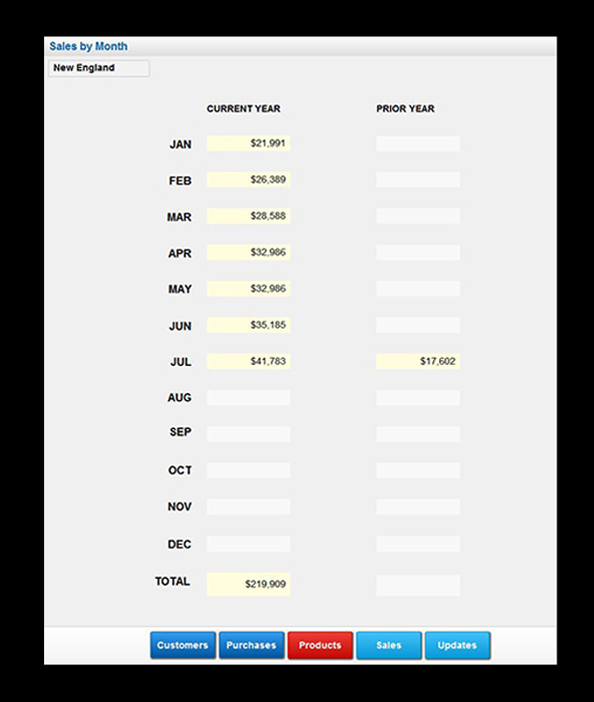 Sales by Month
New England
CURRENT YEAR PRIOR YEAR
JAN $21,991
FEB $26,389
MAR $28,588
APR $32,986
MAY $32,986
JUN $35,185
JUL $41,783 $17,602
AUG
SEP
OCT
NOV
DEC
TOTAL $219,909
Customers Purchases Products Sales Updates